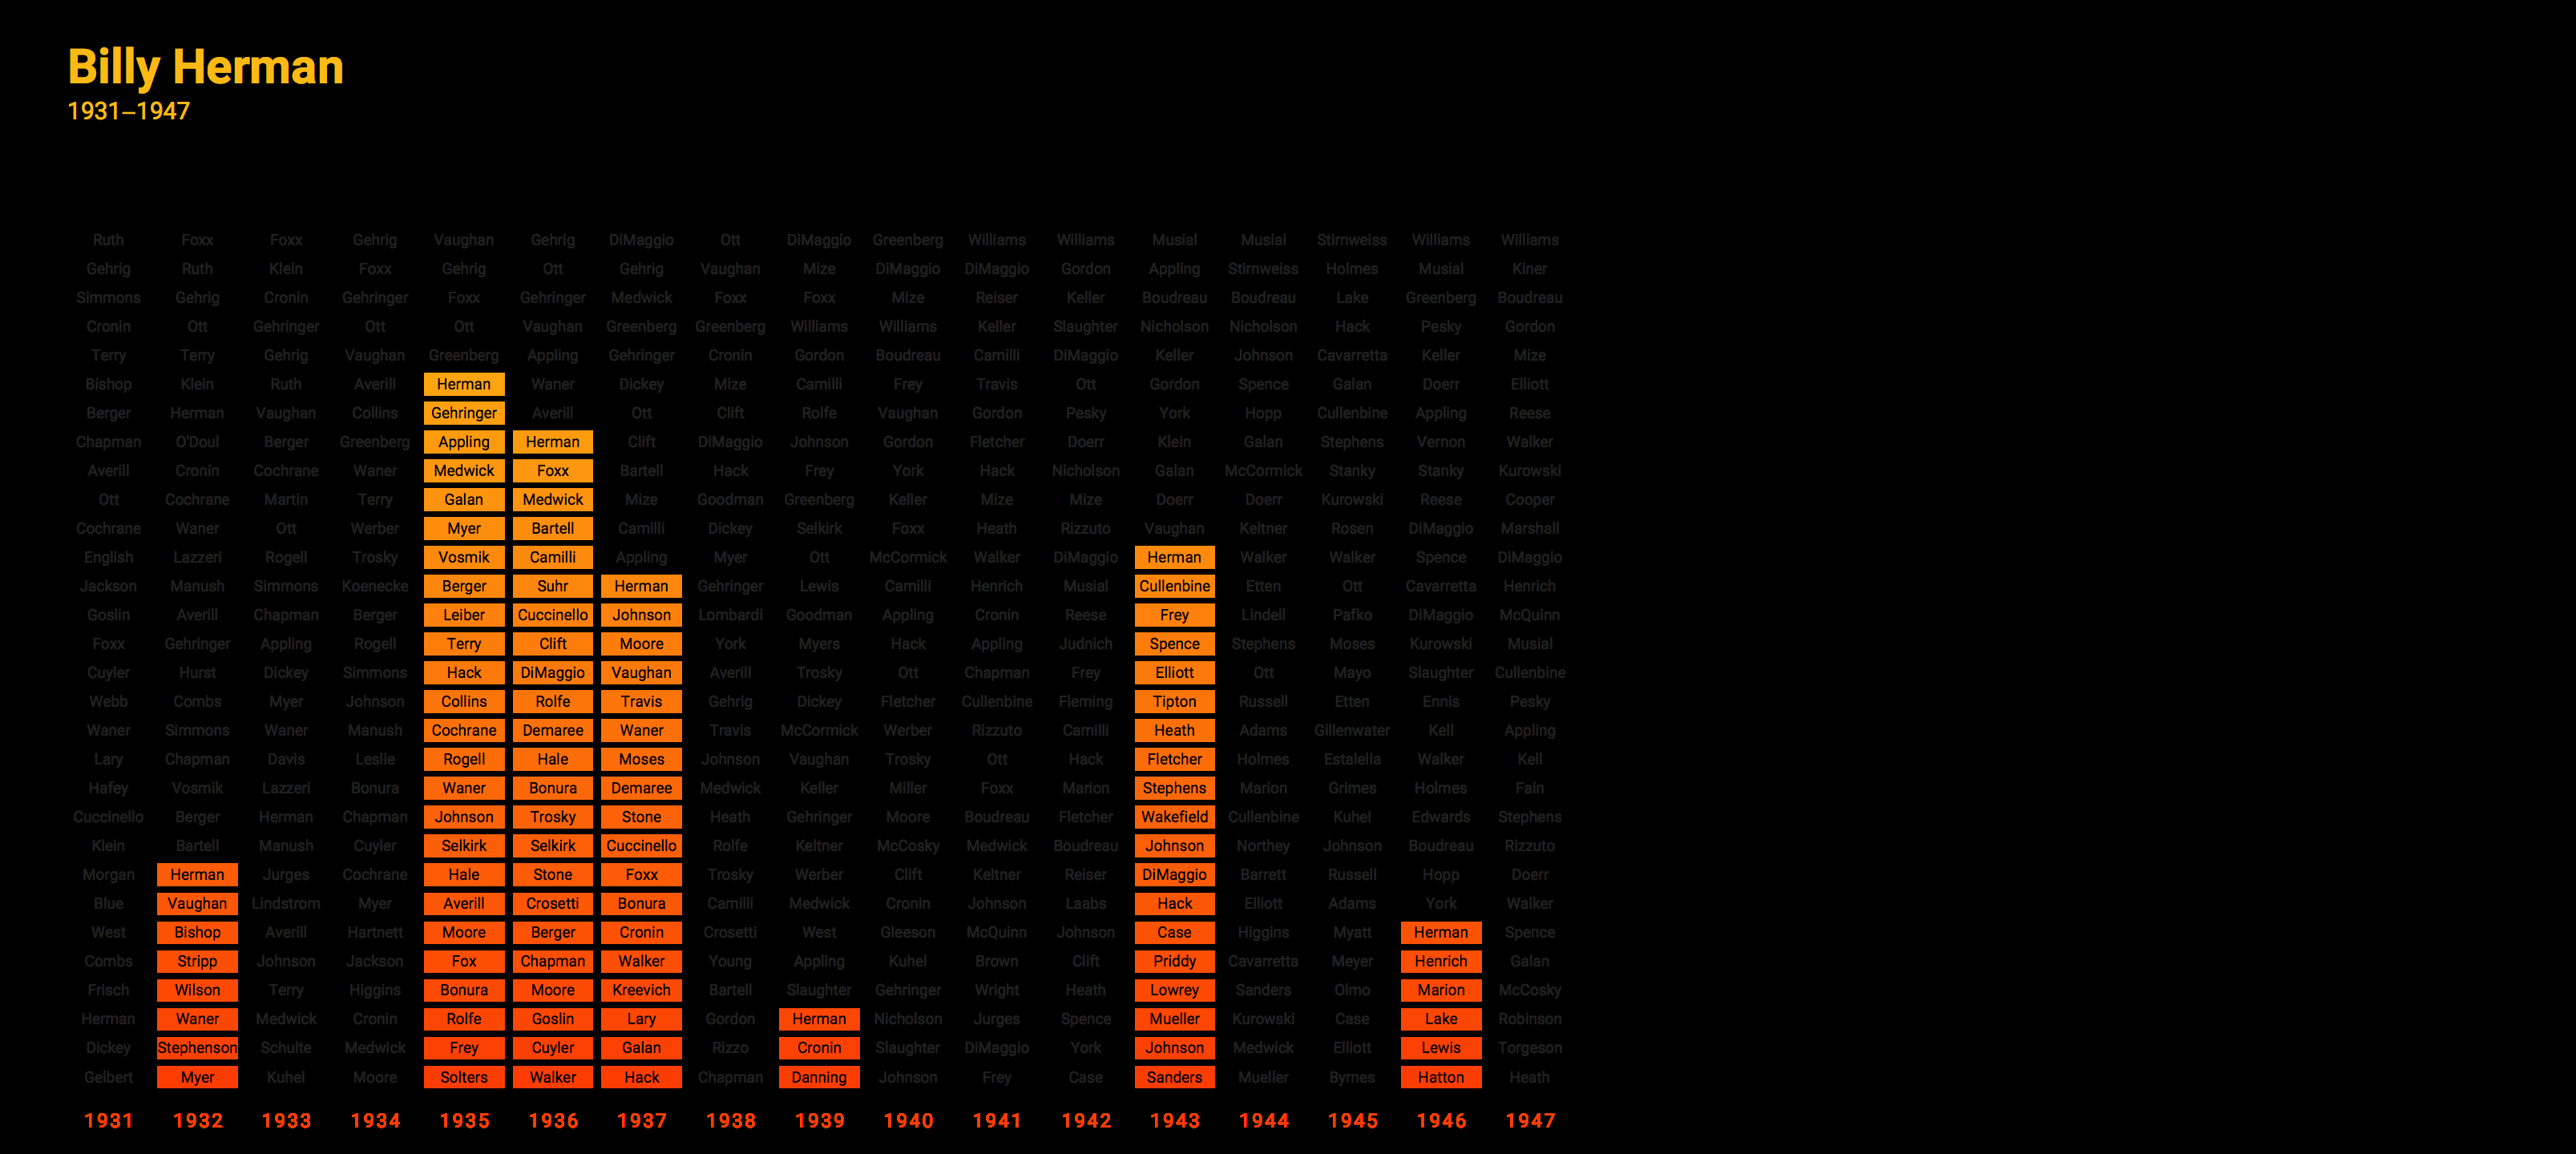 Billy Herman
1931–1947
Ruth Foxx Foxx Gehrig Vaughan Gehrig DiMaggio Ott DiMaggio Greenberg Williams Williams Musial Musial Stirnweiss Williams Williams
Gehrig Ruth Klein Foxx Gehrig Ott Gehrig Vaughan Mize DiMaggio DiMaggio Gordon Appling Stirnweiss Holmes Musial Kiner
Simmons Gehrig Cronin Gehringer Foxx Gehringer Medwick Foxx Foxx Mize Reiser Keller Boudreau Boudreau Lake Greenberg Boudreau
Cronin Ott Gehringer Ott Ott Vaughan Greenberg Greenberg Williams Williams Keller Slaughter Nicholson Nicholson Hack Pesky Gordon
Terry Terry Gehrig Vaughan Greenberg Appling Gehringer Cronin Gordon Boudreau Camilli DiMaggio Keller Johnson Cavarretta Keller Mize
Bishop Klein Ruth Averill Herman Waner Dickey Mize Camilli Frey Travis Ott Gordon Spence Galan Doerr Elliott
Berger Herman Vaughan Collins Gehringer Averill Ott Clift Rolfe Vaughan Gordon Pesky York Hopp Cullenbine Appling Reese
Chapman O'Doul Berger Greenberg Appling Herman Clift DiMaggio Johnson Gordon Fletcher Doerr Klein Galan Stephens Vernon Walker
Averill Cronin Cochrane Waner Medwick Foxx Bartell Hack Frey York Hack Nicholson Galan McCormick Stanky Stanky Kurowski
Ott Cochrane Martin Terry Galan Medwick Mize Goodman Greenberg Keller Mize Mize Doerr Doerr Kurowski Reese Cooper
Cochrane Waner Ott Werber Myer Bartell Camilli Dickey Selkirk Foxx Heath Rizzuto Vaughan Keltner Rosen DiMaggio Marshall
English Lazzeri Rogell Trosky Vosmik Camilli Appling Myer Ott McCormick Walker DiMaggio Herman Walker Walker Spence DiMaggio
Jackson Manush Simmons Koenecke Berger Suhr Herman Gehringer Lewis Camilli Henrich Musial Cullenbine Etten Ott Cavarretta Henrich
Goslin Averill Chapman Berger Leiber Cuccinello Johnson Lombardi Goodman Appling Cronin Reese Frey Lindell Pafko DiMaggio McQuinn
Foxx Gehringer Appling Rogell Terry Clift Moore York Myers Hack Appling Judnich Spence Stephens Moses Kurowski Musial
Cuyler Hurst Dickey Simmons Hack DiMaggio Vaughan Averill Trosky Ott Chapman Frey Elliott Ott Mayo Slaughter Cullenbine
Webb Combs Myer Johnson Collins Rolfe Travis Gehrig Dickey Fletcher Cullenbine Fleming Tipton Russell Etten Ennis Pesky
Waner Simmons Waner Manush Cochrane Demaree Waner Travis McCormick Werber Rizzuto Camilli Heath Adams Gillenwater Kell Appling
Lary Chapman Davis Leslie Rogell Hale Moses Johnson Vaughan Trosky Ott Hack Fletcher Holmes Estalella Walker Kell
Hafey Vosmik Lazzeri Bonura Waner Bonura Demaree Medwick Keller Miller Foxx Marion Stephens Marion Grimes Holmes Fain
Cuccinello Berger Herman Chapman Johnson Trosky Stone Heath Gehringer Moore Boudreau Fletcher Wakefield Cullenbine Kuhel Edwards Stephens
Klein Bartell Manush Cuyler Selkirk Selkirk Cuccinello Rolfe Keltner McCosky Medwick Boudreau Johnson Northey Johnson Boudreau Rizzuto
Morgan Herman Jurges Cochrane Hale Stone Foxx Trosky Werber Clift Keltner Reiser DiMaggio Barrett Russell Hopp Doerr
Blue Vaughan Lindstrom Myer Averill Crosetti Bonura Camilli Medwick Cronin Johnson Laabs Hack Elliott Adams York Walker
West Bishop Averill Hartnett Moore Berger Cronin Crosetti West Gleeson McQuinn Johnson Case Higgins Myatt Herman Spence
Combs Stripp Johnson Jackson Fox Chapman Walker Young Appling Kuhel Brown Clift Priddy Cavarretta Meyer Henrich Galan
Frisch Wilson Terry Higgins Bonura Moore Kreevich Bartell Slaughter Gehringer Wright Heath Lowrey Sanders Olmo Marion McCosky
Herman Waner Medwick Cronin Rolfe Goslin Lary Gordon Herman Nicholson Jurges Spence Mueller Kurowski Case Lake Robinson
Dickey Stephenson Schulte Medwick Frey Cuyler Galan Rizzo Cronin Slaughter DiMaggio York Johnson Medwick Elliott Lewis Torgeson
Gelbert Myer Kuhel Moore Solters Walker Hack Chapman Danning Johnson Frey Case Sanders Mueller Byrnes Hatton Heath
1931 1932 1933 1934 1935 1936 1937 1938 1939 1940 1941 1942 1943 1944 1945 1946 1947